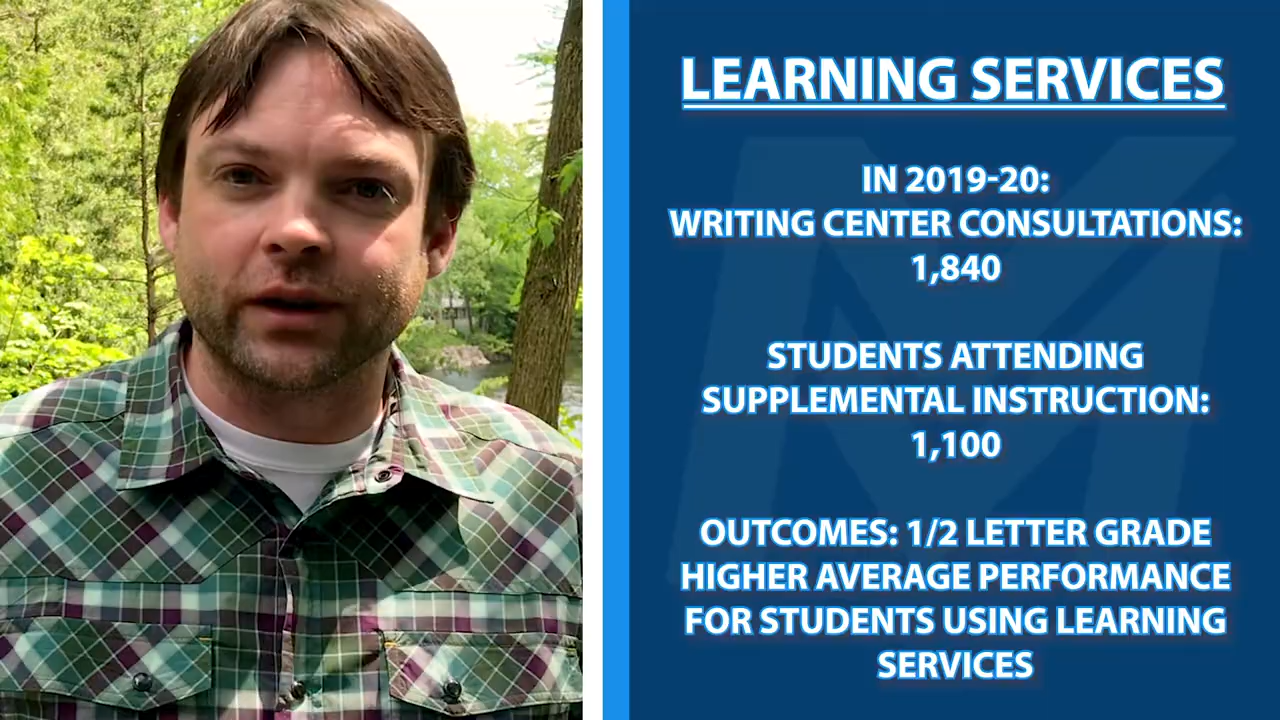 LEARNING SERVICES
IN 2019-20:
WRITING CENTER CONSULTATIONS:
1,840
STUDENTS ATTENDING
SUPPLEMENTAL INSTRUCTION:
1,100
OUTCOMES: 1/2 LETTER GRADE
HIGHER AVERAGE PERFORMANCE
FOR STUDENTS USING LEARNING
SERVICES